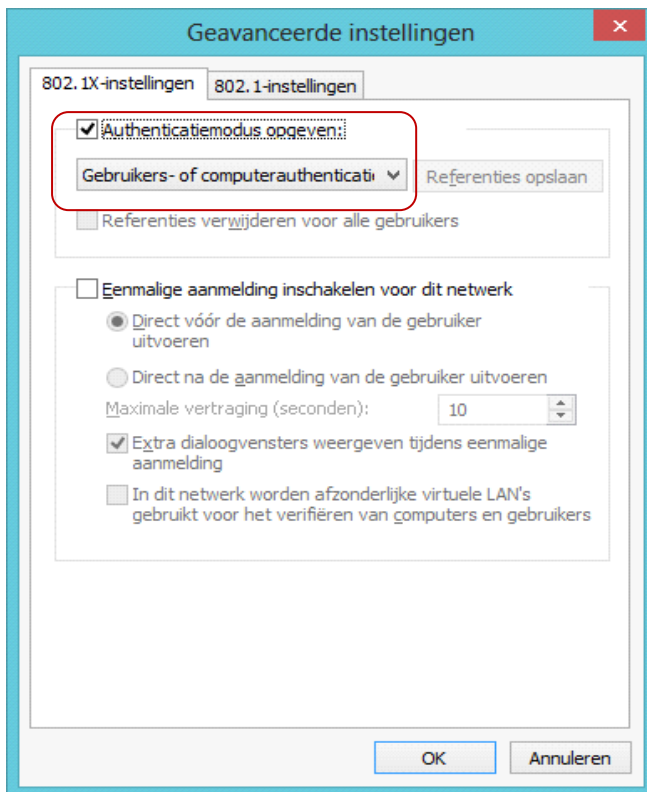 Geavanceerde instellingen
802.1X-instellingen
802.1-instellingen
Authenticatiemodus opgeven:
Gebruikers- of computerauthenticati
Referenties opslaan
Referenties verwijderen voor alle gebruikers
Eenmalige aanmelding inschakelen voor dit netwerk
Direct vóór de aanmelding van de gebruiker
uitvoeren
Direct na de aanmelding van de gebruiker uitvoeren
Maximale vertraging (seconden):
10
Extra dialoogvensters weergeven tijdens eenmalige
aanmelding
In dit netwerk worden afzonderlijke virtuele LAN's
gebruikt voor het verifiëren van computers en gebruikers
OK
Annuleren